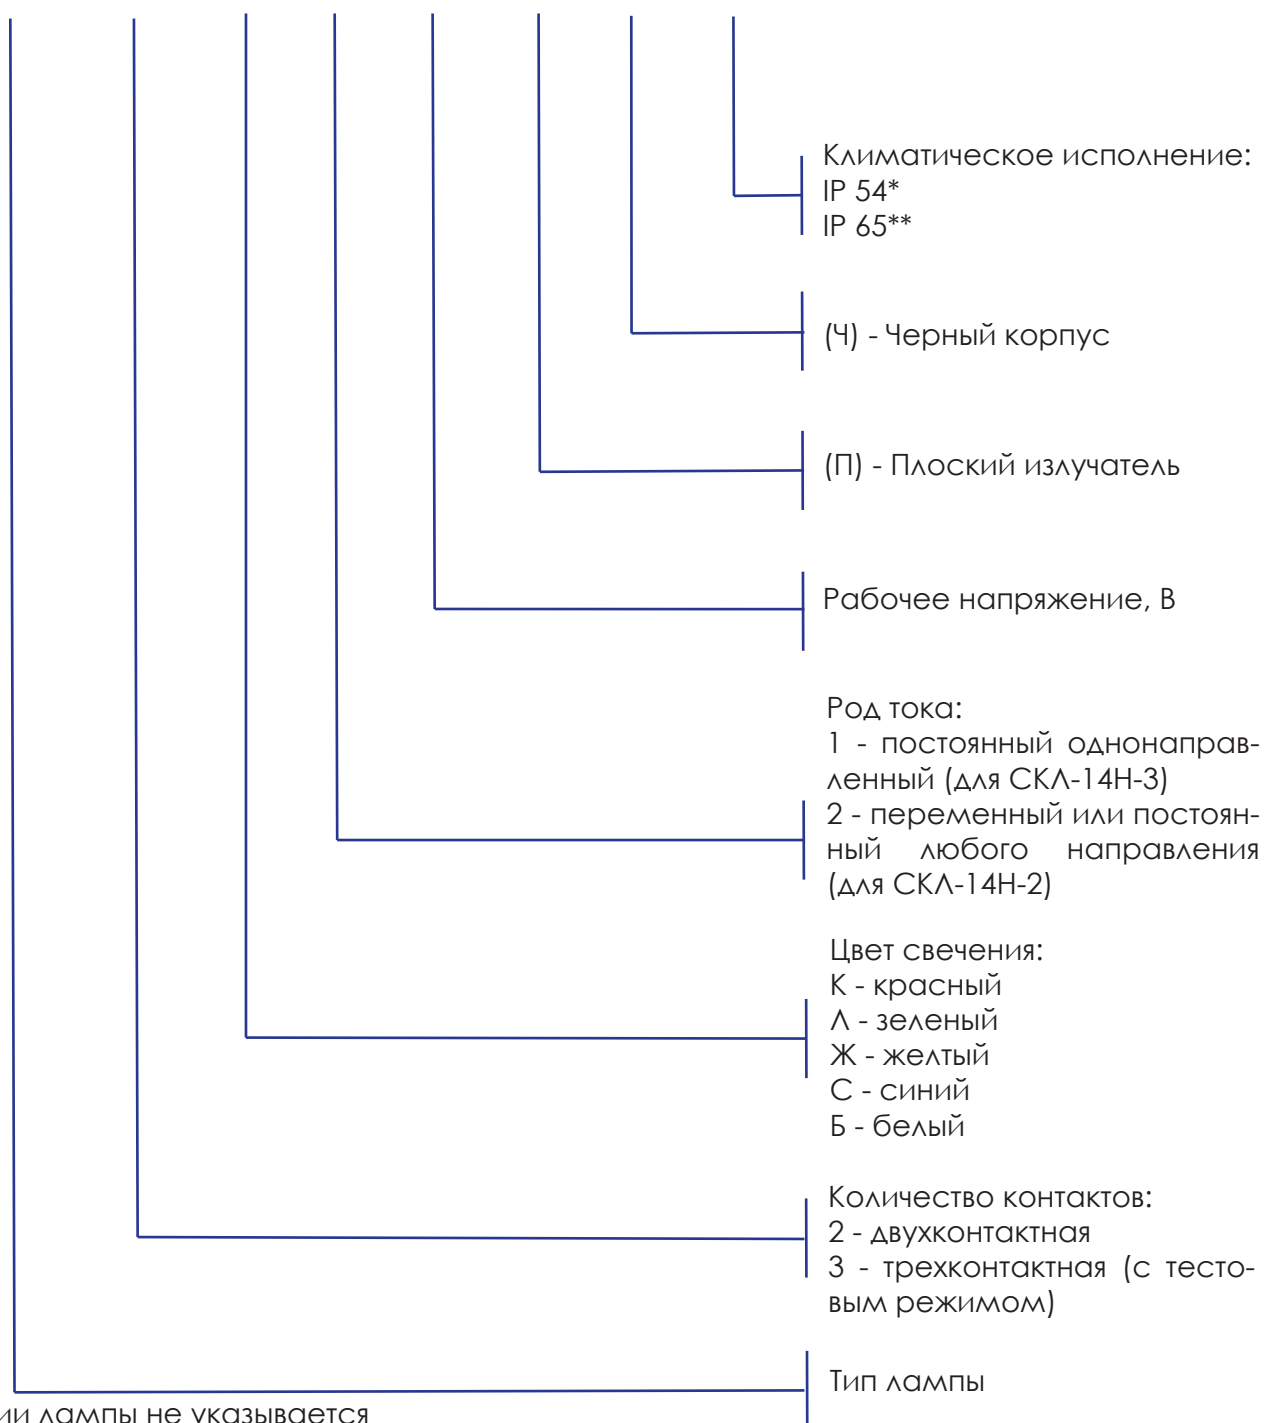 Климатическое исполнение:
IP 54*
IP 65**
(Ч) - Черный корпус
(П) - Плоский излучатель
Рабочее напряжение, В
Род тока:
1 - постоянный однонаправ-
ленный (для СКЛ-14Н-3)
2 - переменный или постоян-
ный любого направления
(для СКЛ-14Н-2)
Цвет свечения:
К - красный
Л - зеленый
Ж - желтый
С - синий
Б - белый
Количество контактов:
2 - двухконтактная
3 - трехконтактная (с тесто-
вым режимом)
Тип лампы
лампы не указывается